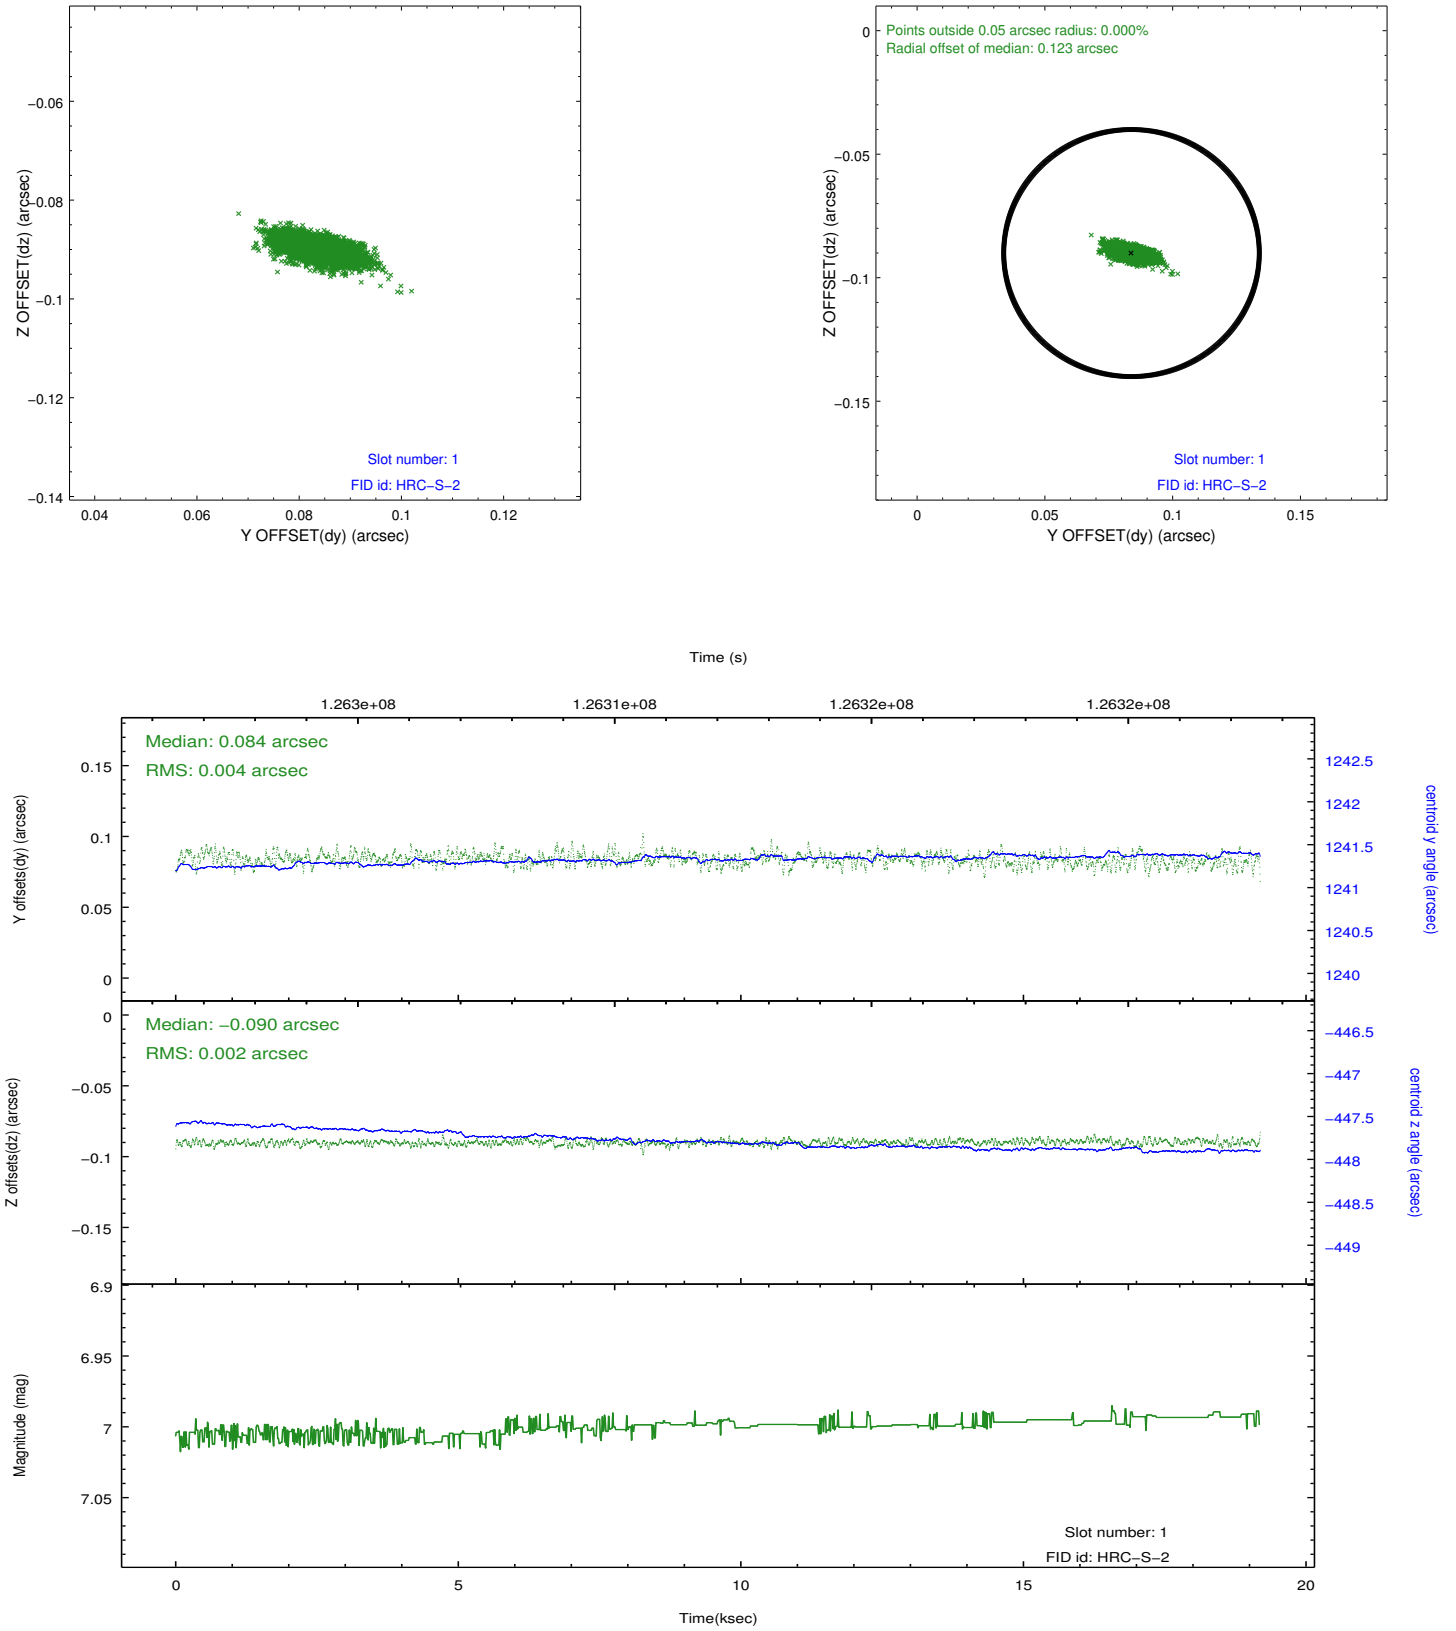 Z OFFSET(dz) (arcsec)
−0.06
−0.08
−0.1
−0.12
−0.14
0.04 0.06 0.08 0.1 0.12
Y OFFSET(dy) (arcsec)
Slot number: 1
FID id: HRC−S−2
Points outside 0.05 arcsec radius: 0.000%
Radial offset of median: 0.123 arcsec
Z OFFSET(dz) (arcsec)
0
−0.05
−0.1
−0.15
0 0.05 0.1 0.15
Y OFFSET(dy) (arcsec)
Slot number: 1
FID id: HRC−S−2
Time (s)
1.263e+08 1.2631e+08 1.2632e+08 1.2632e+08
Median: 0.084 arcsec
RMS: 0.004 arcsec
Y offsets(dy) (arcsec)
0.15
0.1
0.05
0
1242.5
1242
1241.5
1241
1240.5
1240
centroid y angle (arcsec)
Median: −0.090 arcsec
RMS: 0.002 arcsec
Z offsets(dz) (arcsec)
0
−0.05
−0.1
−0.15
−446.5
−447
−447.5
−448
−448.5
−449
centroid z angle (arcsec)
Magnitude (mag)
6.9
6.95
7
7.05
Slot number: 1
FID id: HRC−S−2
0 5 10 15 20
Time(ksec)